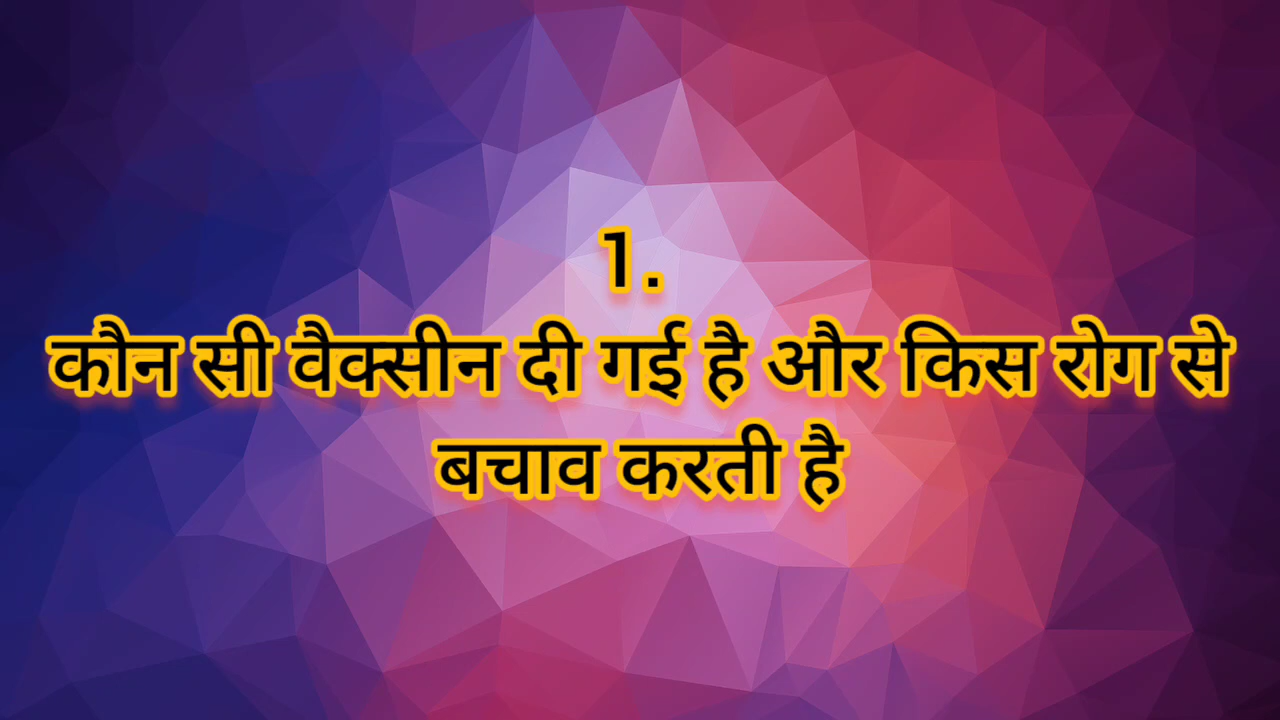 1.
कौन सी वैक्सीन दी गई है और किस रोग से
बचाव करती है